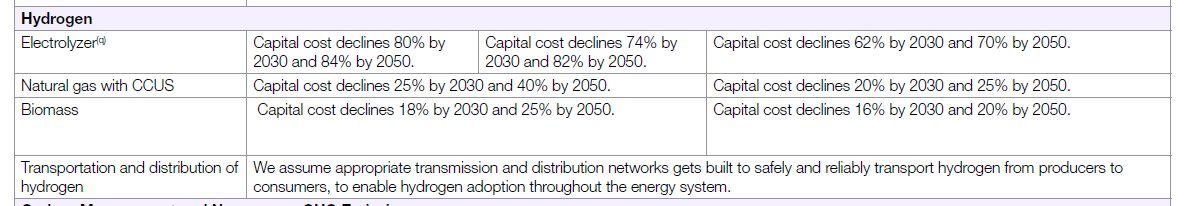 Hydrogen
Electrolyzer(q)
Capital cost declines 80% by
2030 and 84% by 2050.
Capital cost declines 74% by
2030 and 82% by 2050.
Capital cost declines 62% by 2030 and 70% by 2050.
Natural gas with CCUS
Capital cost declines 25% by 2030 and 40% by 2050.
Capital cost declines 20% by 2030 and 25% by 2050.
Biomass
Capital cost declines 18% by 2030 and 25% by 2050.
Capital cost declines 16% by 2030 and 20% by 2050.
Transportation and distribution of
hydrogen
We assume appropriate transmission and distribution networks gets built to safely and reliably transport hydrogen from producers to
consumers, to enable hydrogen adoption throughout the energy system.